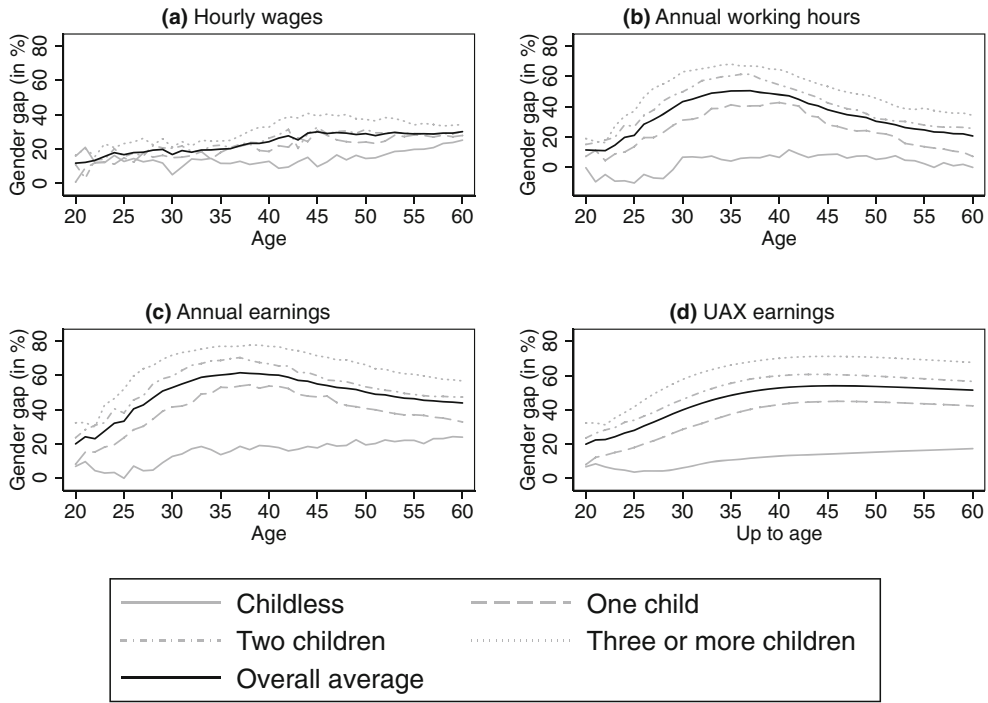 (a) Hourly wages
Gender gap (in %)
80
60
40
20
0
20 25 30 35 40 45 50 55 60
Age
(b) Annual working hours
Gender gap (in %)
80
60
40
20
0
20 25 30 35 40 45 50 55 60
Age
(c) Annual earnings
Gender gap (in %)
80
60
40
20
0
20 25 30 35 40 45 50 55 60
Age
(d) UAX earnings
Gender gap (in %)
80
60
40
20
0
20 25 30 35 40 45 50 55 60
Up to age
Childless One child
Two children Three or more children
Overall average